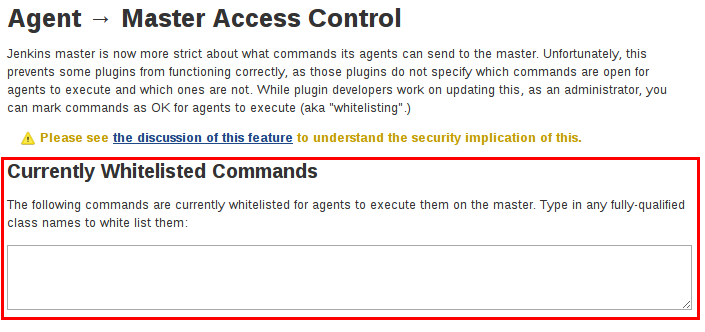 Agent → Master Access Control
Jenkins master is now more strict about what commands its agents can send to the master. Unfortunately, this
prevents some plugins from functioning correctly, as those plugins do not specify which commands are open for
agents to execute and which ones are not. While plugin developers work on updating this, as an administrator, you
can mark commands as OK for agents to execute (aka "whitelisting".)
Please see the discussion of this feature to understand the security implication of this.
Currently Whitelisted Commands
The following commands are currently whitelisted for agents to execute them on the master. Type in any fully-qualified
class names to white list them: